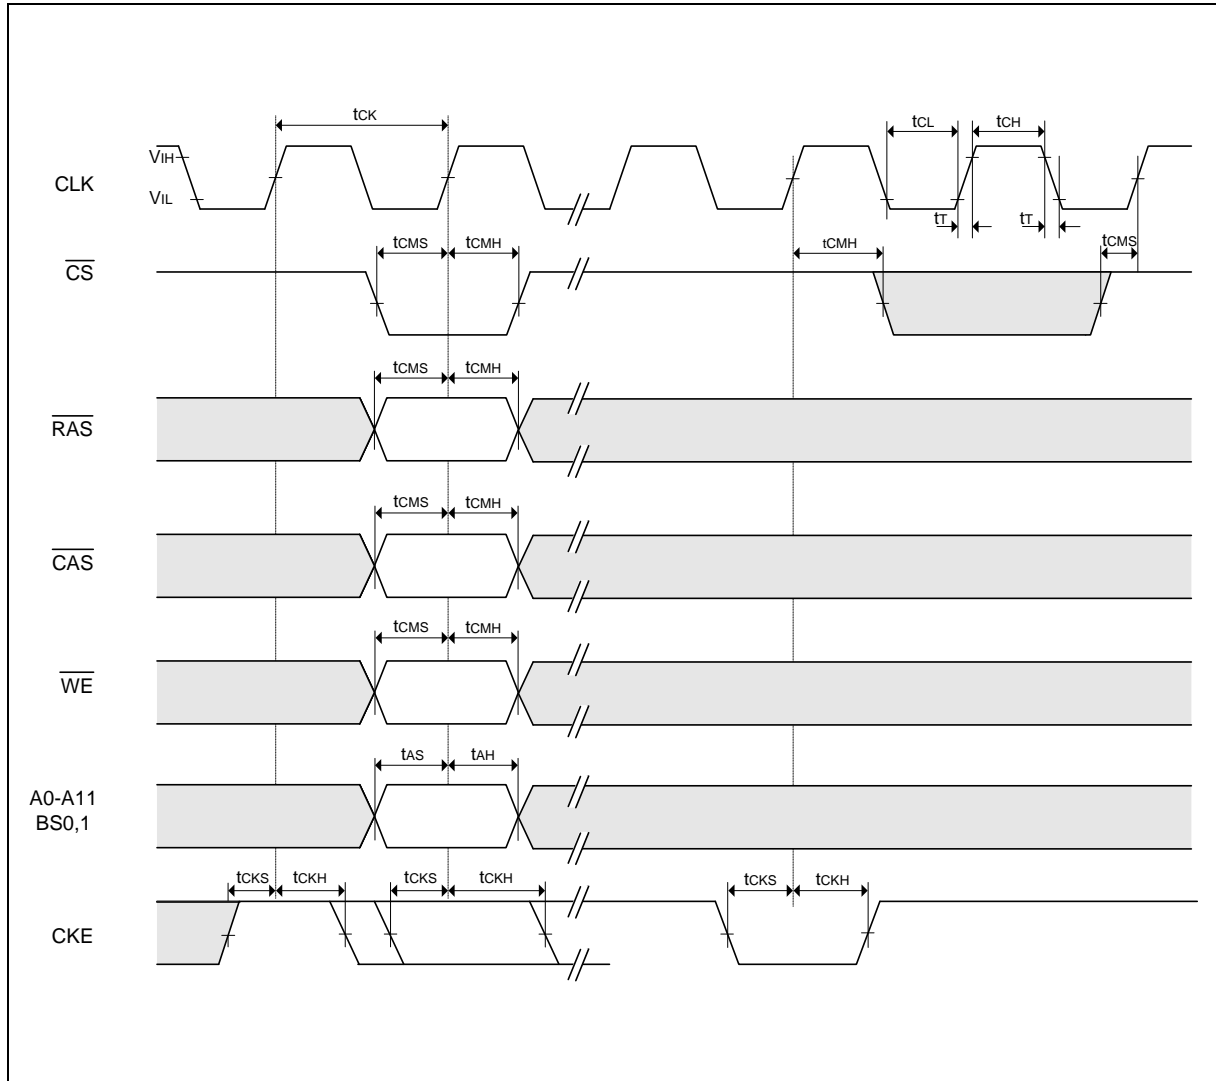 tCK
tCL
tCH
VIH
CLK
VIL
tT
tT
tCMS
tCMH
tCMH
tCMS
CS
tCMS
tCMH
RAS
tCMS
tCMH
CAS
tCMS
tCMH
WE
tAS
tAH
A0-A11
BS0,1
tCKS
tCKH
tCKS
tCKH
tCKS
tCKH
CKE